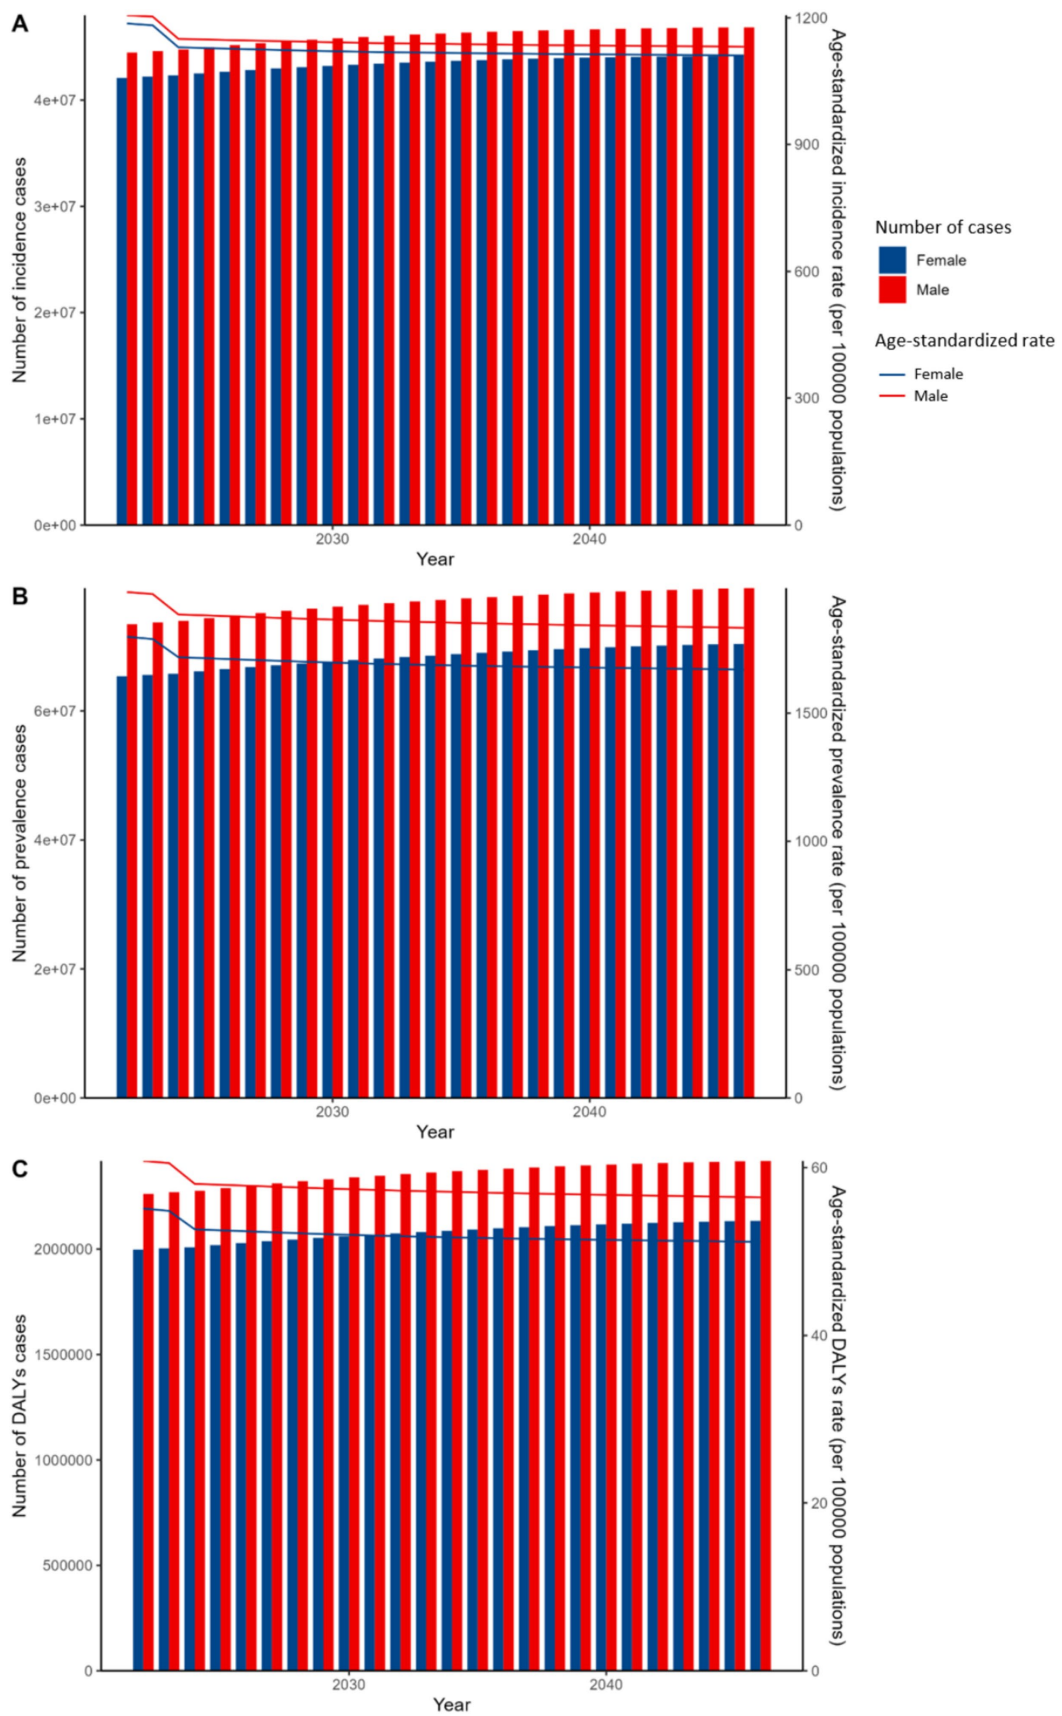 A
Number of incidence cases
4e+07
3e+07
2e+07
1e+07
0e+00
2030
2040
Year
1200
900
600
300
0
Age-standardized incidence rate (per 100000 populations)
Number of cases
Female
Male
Age-standardized rate
Female
Male
B
Number of prevalence cases
6e+07
4e+07
2e+07
0e+00
2030
2040
Year
1500
1000
500
0
Age-standardized prevalence rate (per 100000 populations)
C
Number of DALYs cases
2000000
1500000
1000000
500000
0
2030
2040
Year
60
40
20
0
Age-standardized DALYs rate (per 100000 populations)